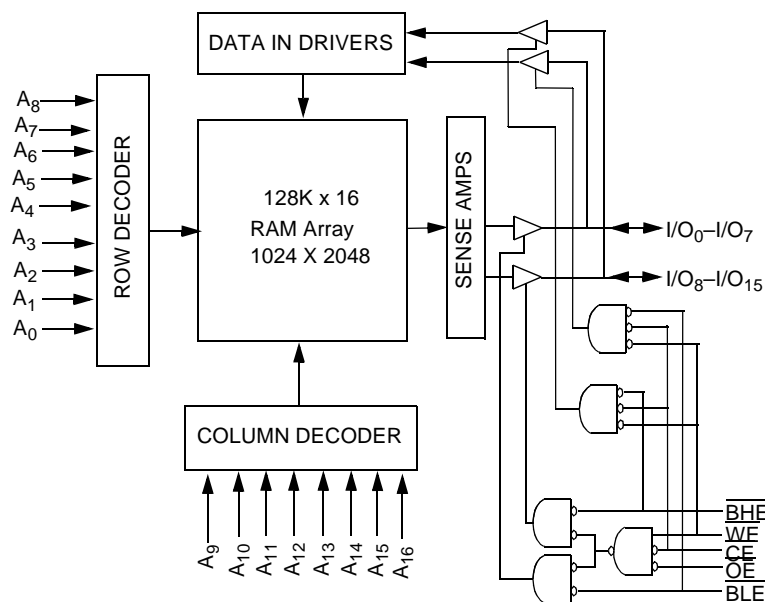 DATA IN DRIVERS
A8
A7
A6
A5
A4
A3
A2
A1
A0
ROW DECODER
128K x 16
RAM Array
1024 X 2048
SENSE AMPS
I/O0–I/O7
I/O8–I/O15
COLUMN DECODER
A9
A10
A11
A12
A13
A14
A15
A16
BHE
WE
CE
OE
BLE